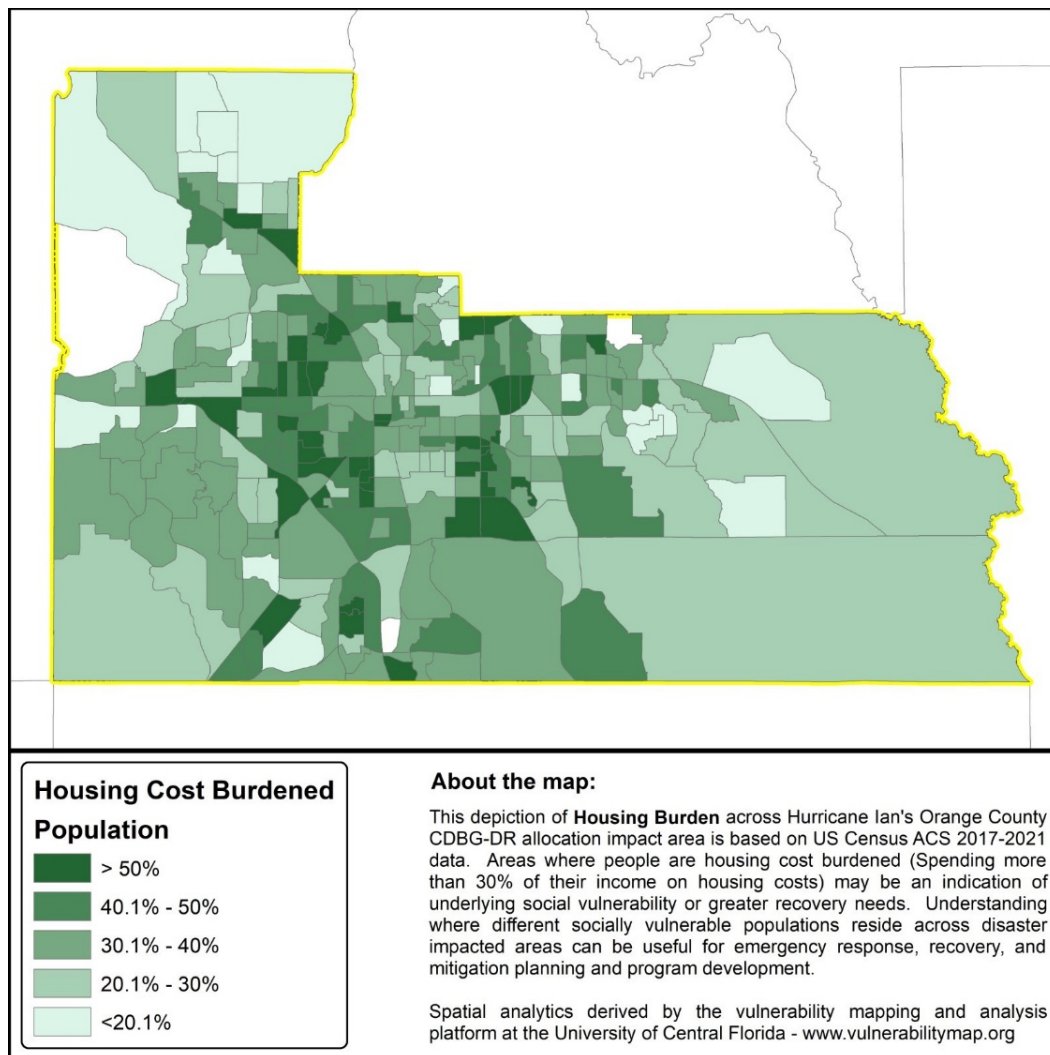 Housing Cost Burdened
Population
> 50%
40.1% - 50%
30.1% - 40%
20.1% - 30%
<20.1%
About the map:
This depiction of Housing Burden across Hurricane Ian's Orange County
CDBG-DR allocation impact area is based on US Census ACS 2017-2021
data. Areas where people are housing cost burdened (Spending more
than 30% of their income on housing costs) may be an indication of
underlying social vulnerability or greater recovery needs. Understanding
where different socially vulnerable populations reside across disaster
impacted areas can be useful for emergency response, recovery, and
mitigation planning and program development.
Spatial analytics derived by the vulnerability mapping and analysis
platform at the University of Central Florida - www.vulnerabilitymap.org